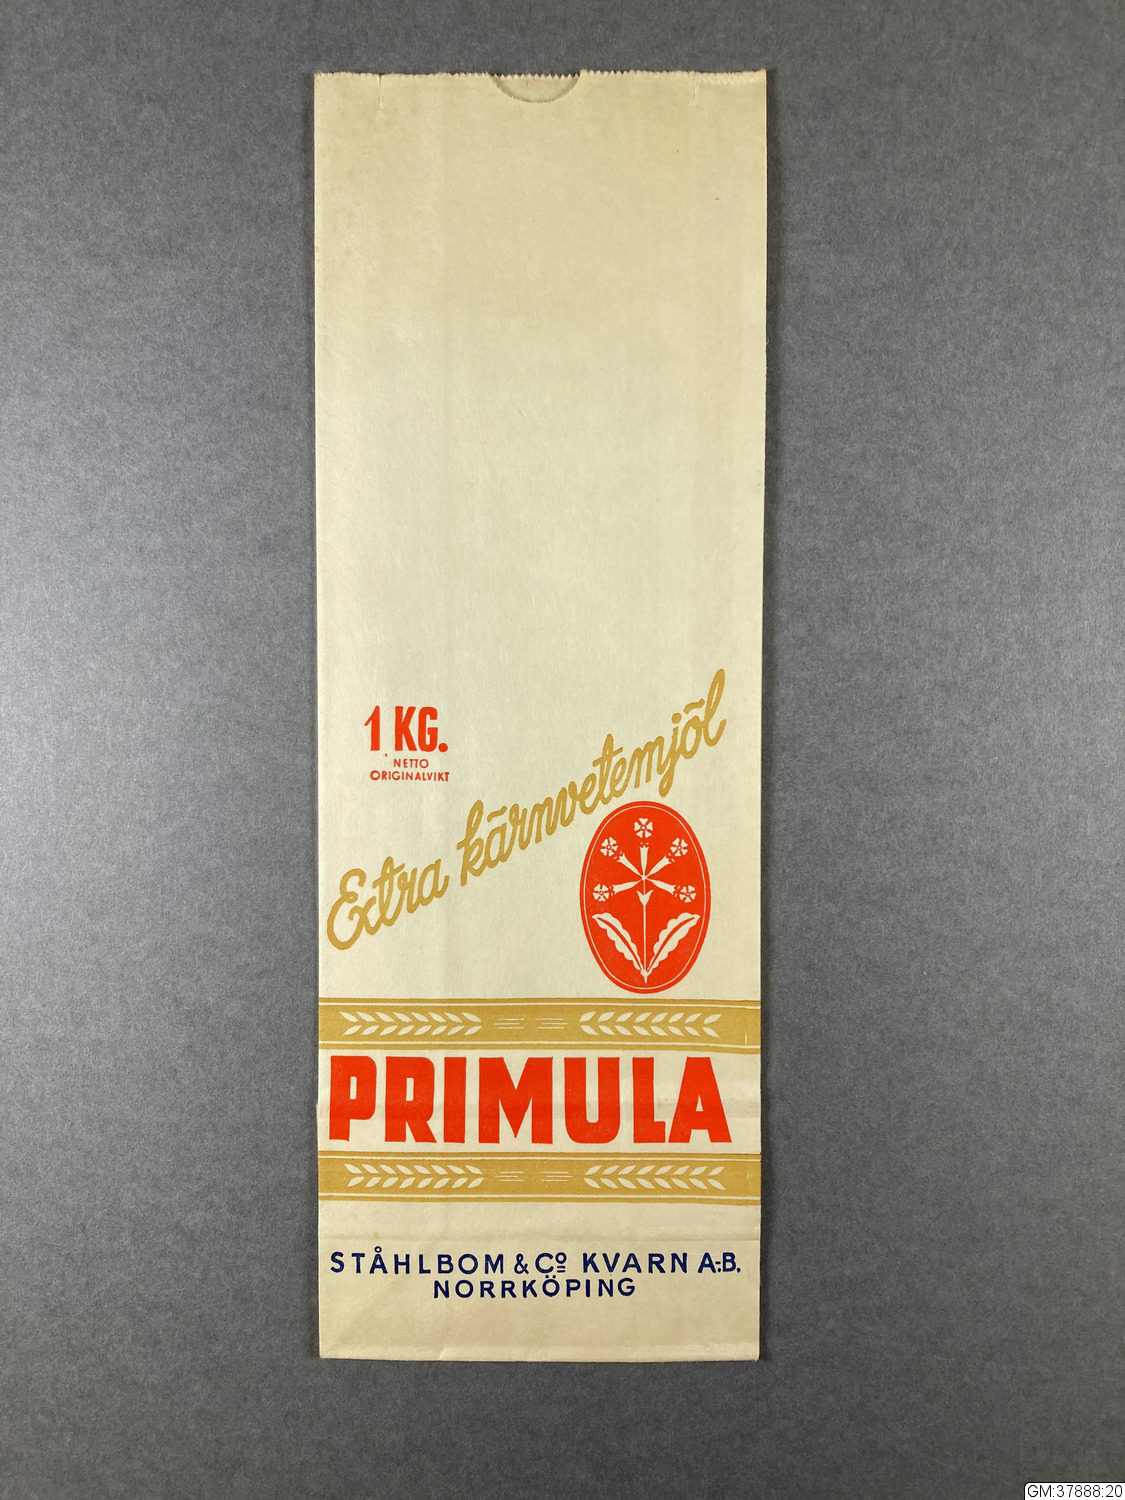 1 KG.
NETTO
ORIGINALVIKT
Extra kärnvetemjöl
PRIMULA
STÅHLBOM & Co KVARN A.-B.
NORRKÖPING
GM:37888:20